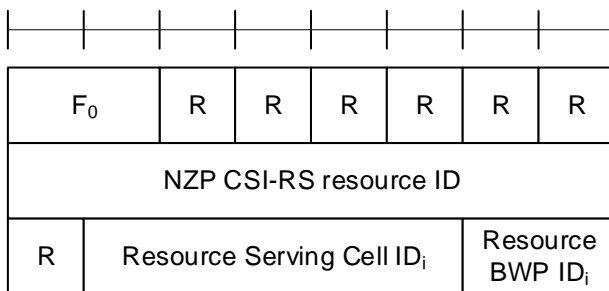 F₀ R R R R R R
NZP CSI-RS resource ID
R Resource Serving Cell IDᵢ Resource
BWP IDᵢ